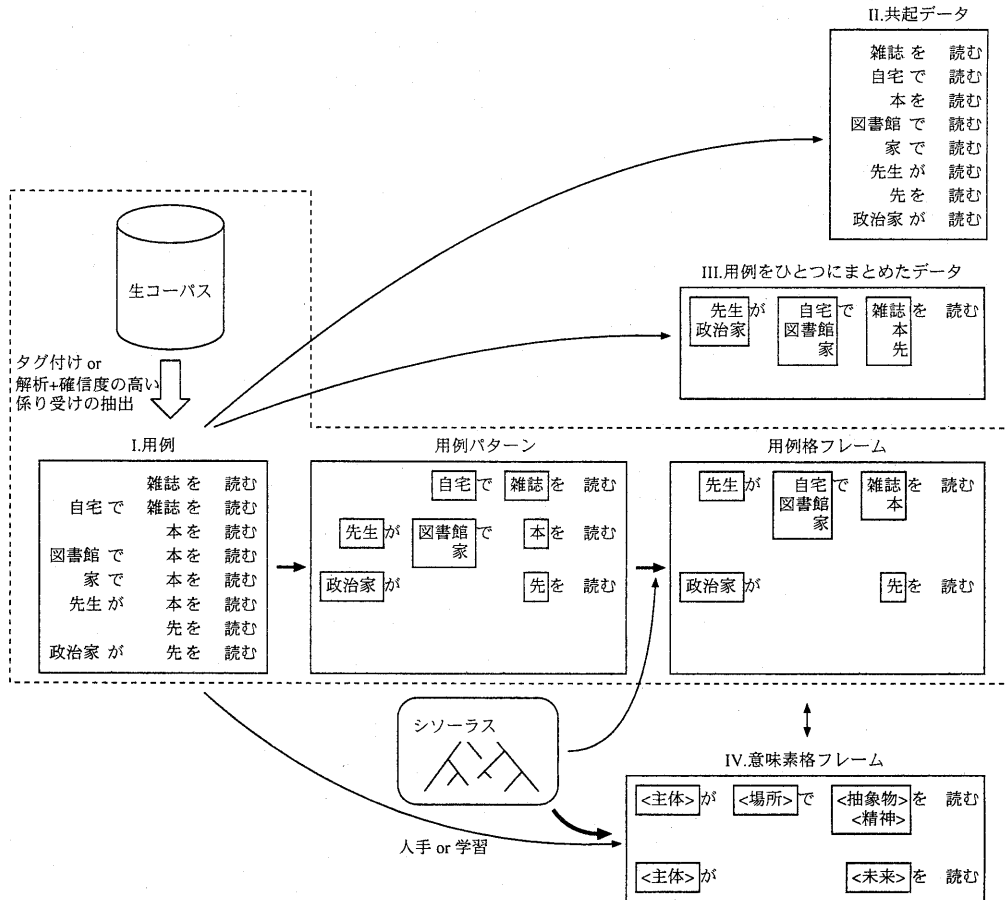 II.共起データ
雑誌 を 読む
自宅 で 読む
本 を 読む
図書館 で 読む
家 で 読む
先生 が 読む
先 を 読む
政治家 が 読む
生コーパス
III.用例をひとつにまとめたデータ
先生 が 自宅 で 雑誌 を 読む
政治家 図書館 本
家 先
タグ付け or
解析+確信度の高い
係り受けの抽出
I.用例
雑誌 を 読む
自宅 で 雑誌 を 読む
本 を 読む
図書館 で 本 を 読む
家 で 本 を 読む
先生 が 本 を 読む
先 を 読む
政治家 が 先 を 読む
用例パターン
自宅 で 雑誌 を 読む
先生 が 図書館 で 本 を 読む
家
政治家 が 先 を 読む
用例格フレーム
先生 が 自宅 で 雑誌 を 読む
図書館 本
家
政治家 が 先 を 読む
シソーラス
人手 or 学習
IV.意味素格フレーム
<主体> が <場所> で <抽象物> を 読む
<精神>
<主体> が <未来> を 読む